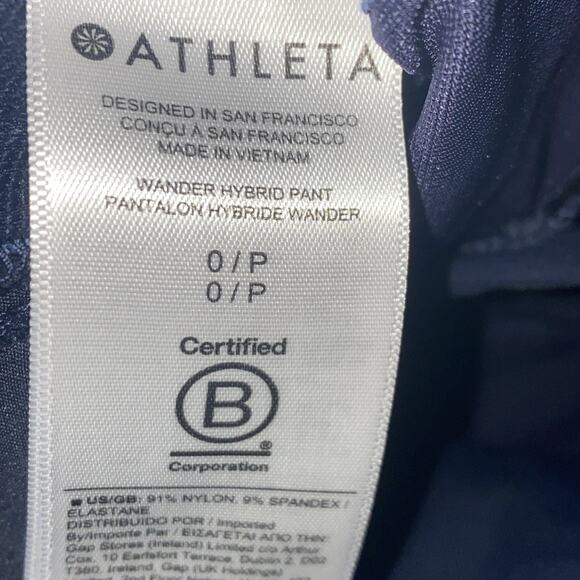 ATHLETA
DESIGNED IN SAN FRANCISCO
CONÇU À SAN FRANCISCO
MADE IN VIETNAM
WANDER HYBRID PANT
PANTALON HYBRIDE WANDER
0 / P
0 / P
Certified
B
®
Corporation
US/GB: 91% NYLON, 9% SPANDEX /
ELASTANE
DISTRIBUIDO POR / Imported
By/Importe Par / ΕΙΣΑΓΕΤΑΙ ΑΠΟ ΤΗΝ:
Gap Stores (Ireland) Limited c/o Arthur
Cox, 10 Earlsfort Terrace, Dublin 2, D02
T380, Ireland, Gap (UK Holdings)